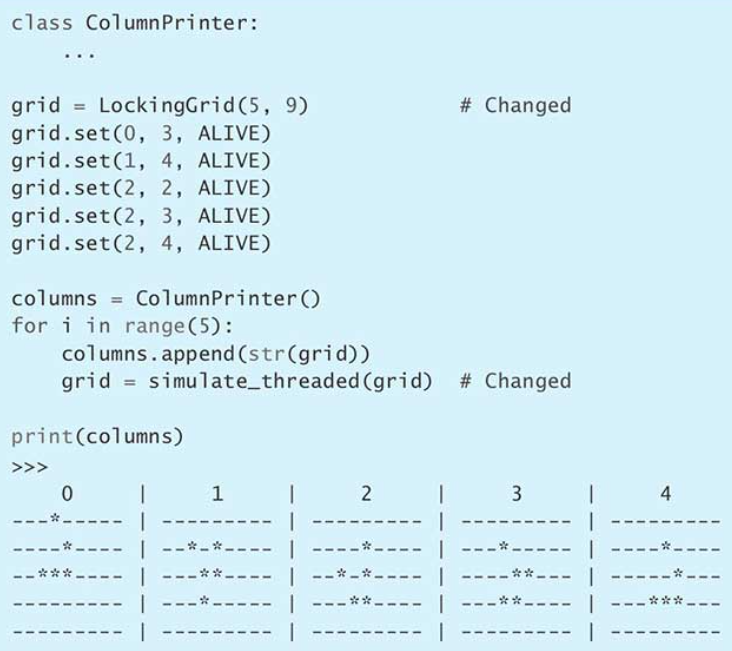 class ColumnPrinter:
    ...
grid = LockingGrid(5, 9)                # Changed
grid.set(0, 3, ALIVE)
grid.set(1, 4, ALIVE)
grid.set(2, 2, ALIVE)
grid.set(2, 3, ALIVE)
grid.set(2, 4, ALIVE)
columns = ColumnPrinter()
for i in range(5):
    columns.append(str(grid))
    grid = simulate_threaded(grid)  # Changed
print(columns)
>>>
    0     |     1     |     2     |     3     |     4
---*----- | --------- | --------- | --------- | ---------
----*---- | --*-*---- | ----*---- | ---*----- | ----*----
--***---- | ---**---- | --*-*---- | ----**--- | -----*---
--------- | ---*----- | ---**---- | ---**---- | ---***---
--------- | --------- | --------- | --------- | ---------